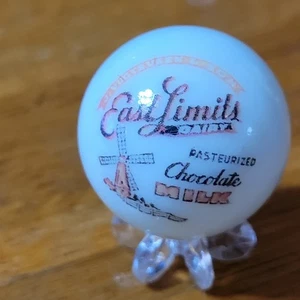 East Limits
DAIRY
PASTEURIZED
Chocolate
MILK